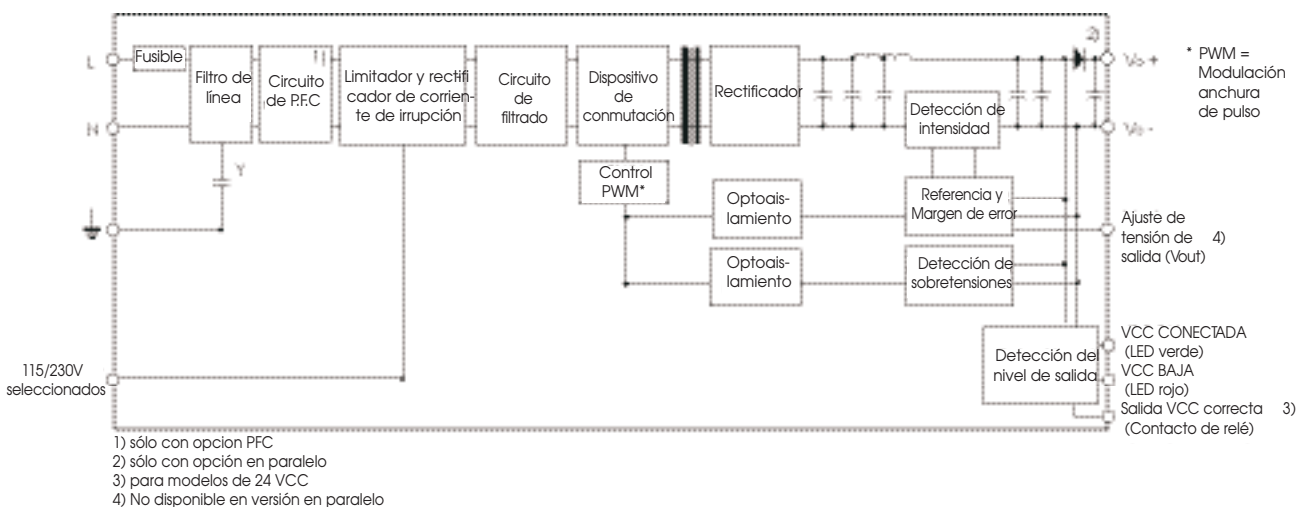 2)
L
Fusible
1)
Vo +
* PWM =
Modulación
anchura
de pulso
Filtro de
línea
Circuito
de P.F.C
Limitador y rectifi
cador de corrien-
te de irrupción
Circuito
de
filtrado
Dispositivo
de
conmutación
Rectificador
Detección de
intensidad
N
Vo -
Y
Control
PWM*
Optoais-
lamiento
Referencia y
Margen de error
Ajuste de
tensión de 4)
salida (Vout)
Optoais-
lamiento
Detección de
sobretensiones
115/230V
seleccionados
Detección del
nivel de salida
VCC CONECTADA
(LED verde)
VCC BAJA
(LED rojo)
Salida VCC correcta 3)
(Contacto de relé)
1) sólo con opcion PFC
2) sólo con opción en paralelo
3) para modelos de 24 VCC
4) No disponible en versión en paralelo